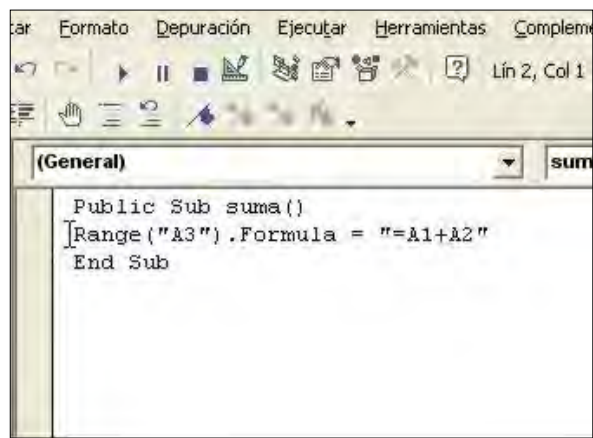 ar Formato Depuración Ejecutar Herramientas Compleme
Lín 2, Col 1
(General) sum
Public Sub suma()
Range("A3").Formula = "=A1+A2"
End Sub